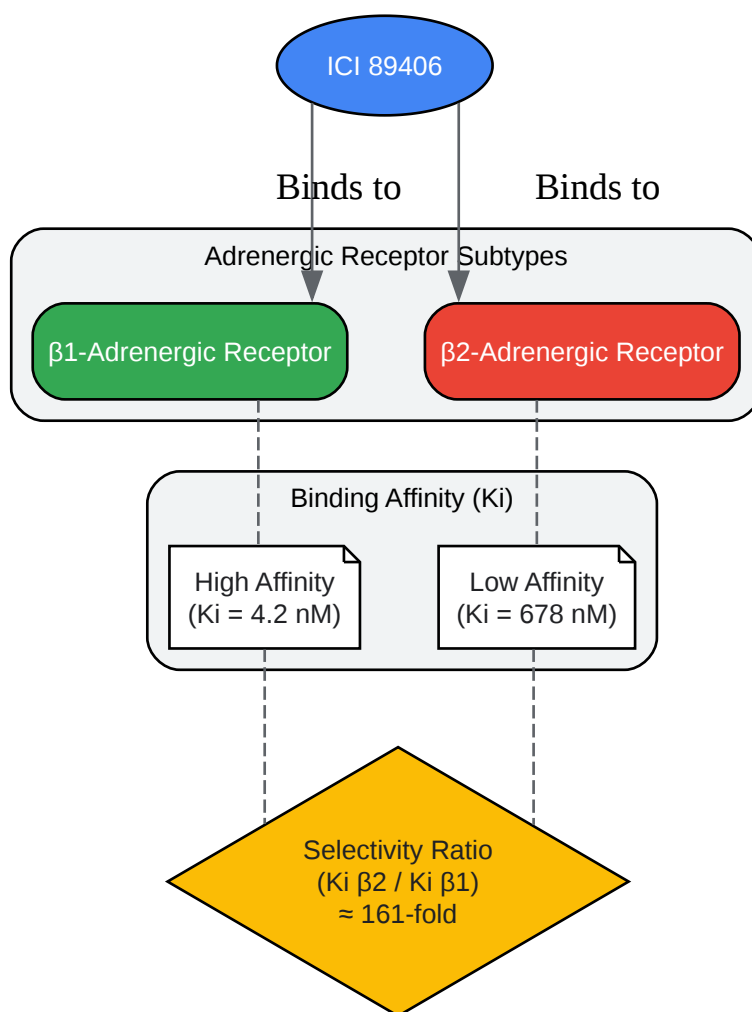 ICI 89406
Binds to
Binds to
Adrenergic Receptor Subtypes
β1-Adrenergic Receptor
β2-Adrenergic Receptor
Binding Affinity (Ki)
High Affinity
(Ki = 4.2 nM)
Low Affinity
(Ki = 678 nM)
Selectivity Ratio
(Ki β2 / Ki β1)
≈ 161-fold